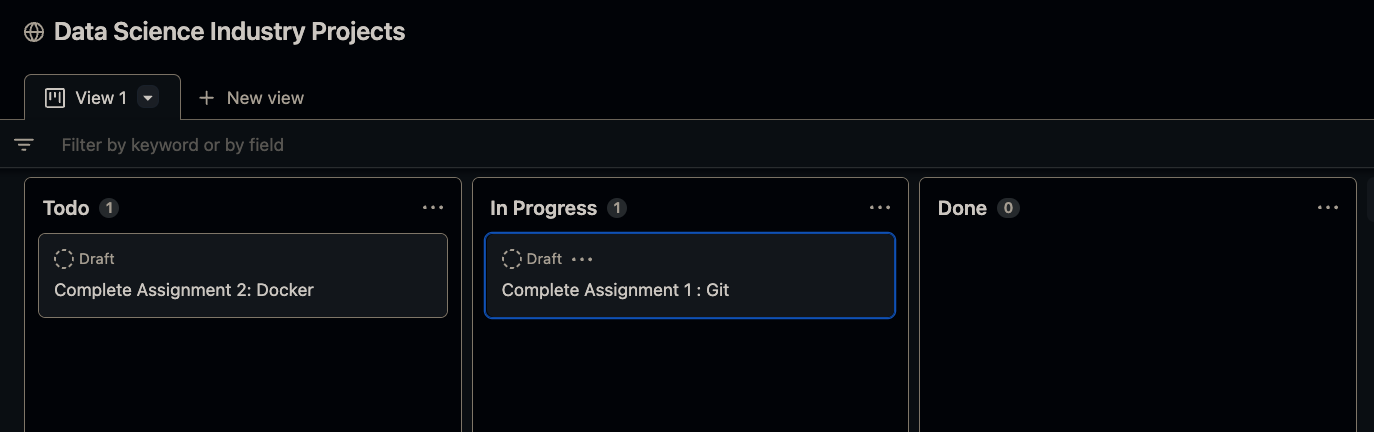 Data Science Industry Projects
View 1
New view
Filter by keyword or by field
Todo 1
Draft
Complete Assignment 2: Docker
In Progress 1
Draft
Complete Assignment 1 : Git
Done 0